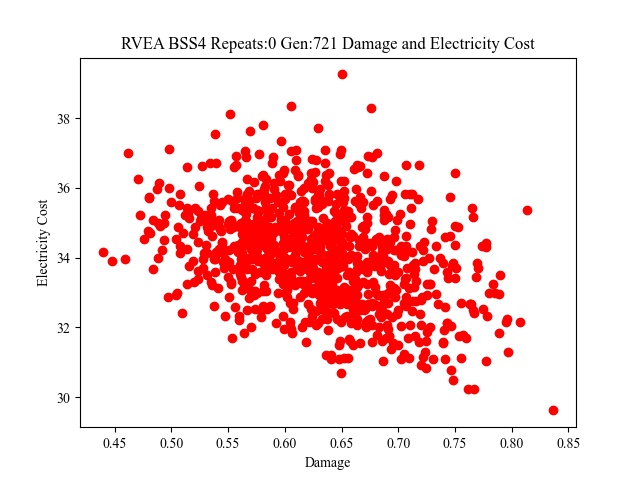 RVEA BSS4 Repeats:0 Gen:721 Damage and Electricity Cost
38
36
34
32
30
Electricity Cost
0.45 0.50 0.55 0.60 0.65 0.70 0.75 0.80 0.85
Damage